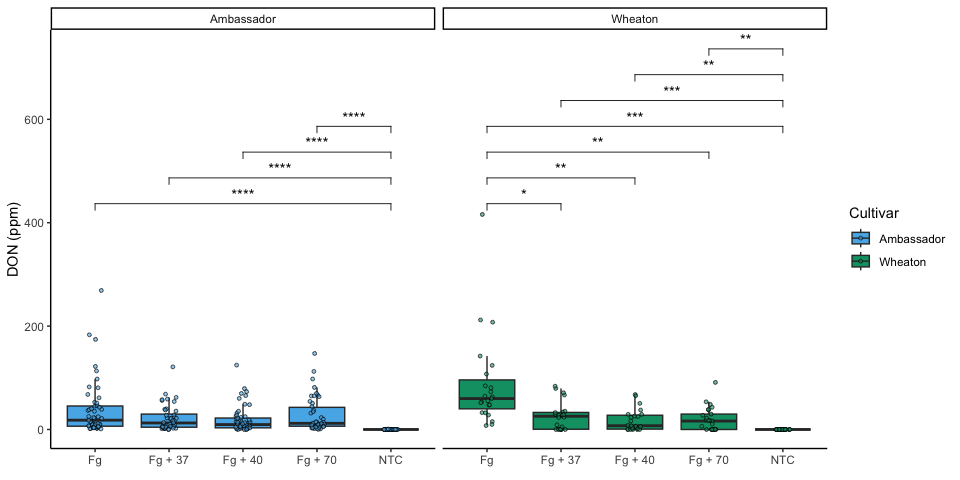 Ambassador
Wheaton
**
**
***
***
**
**
*
****
****
****
****
DON (ppm)
600
400
200
0
Fg
Fg + 37
Fg + 40
Fg + 70
NTC
Fg
Fg + 37
Fg + 40
Fg + 70
NTC
Cultivar
Ambassador
Wheaton